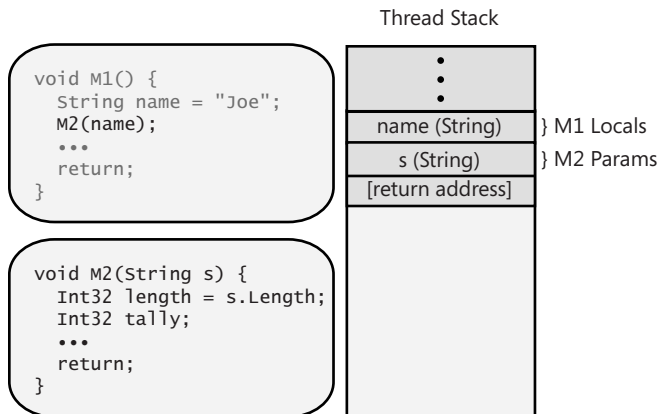 Thread Stack
void M1() {
String name = "Joe";
M2(name);
•••
return;
}
•
•
•
name (String) } M1 Locals
s (String) } M2 Params
[return address]
void M2(String s) {
Int32 length = s.Length;
Int32 tally;
•••
return;
}